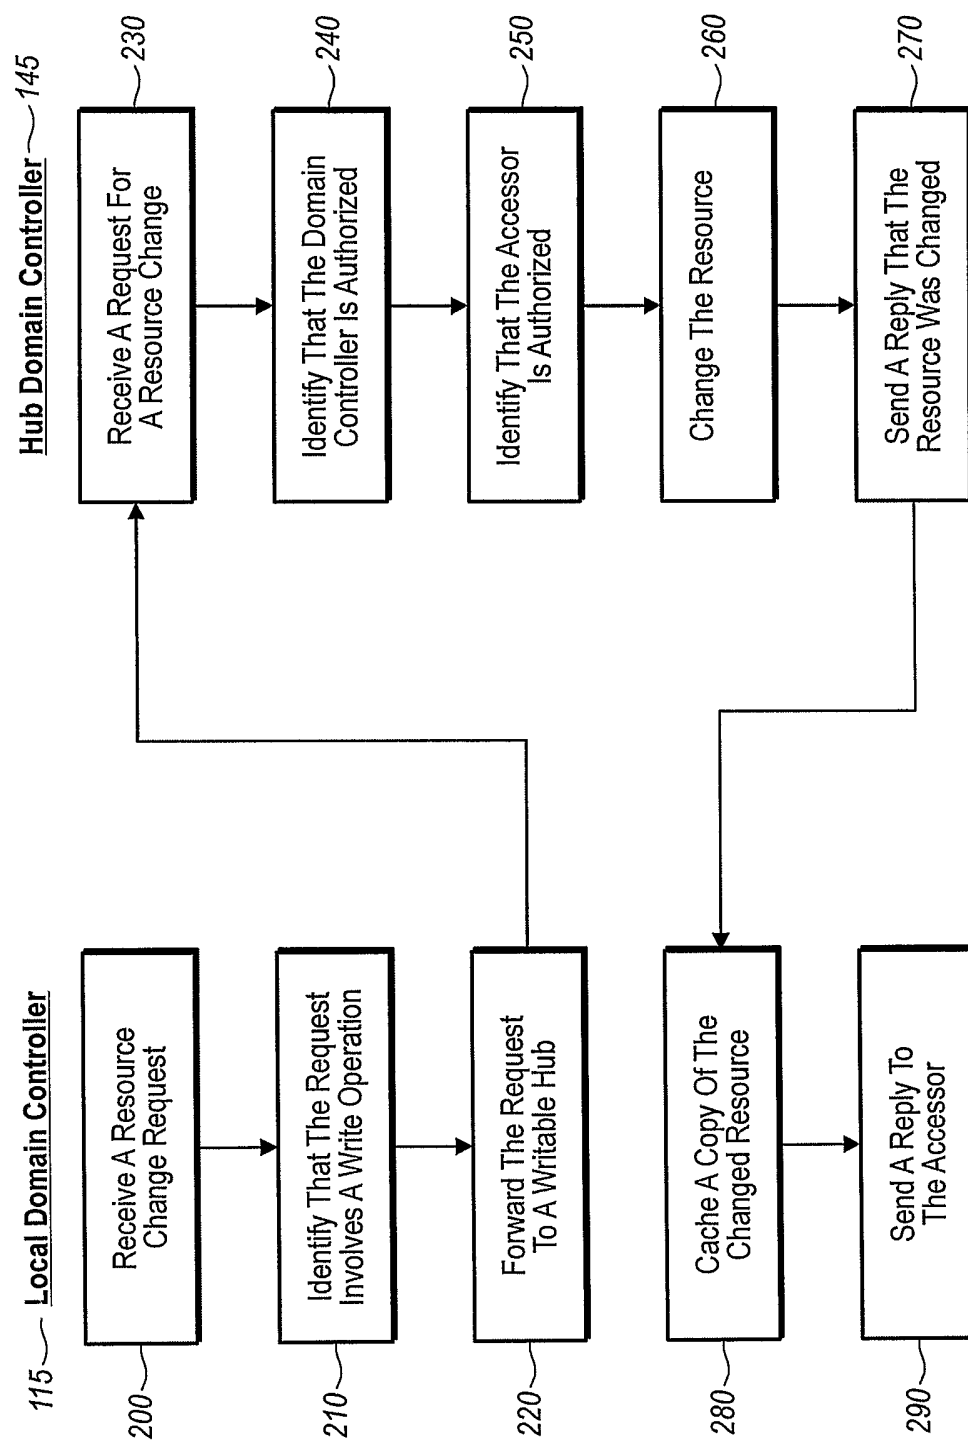 115 Local Domain Controller
200
Receive A Resource
Change Request
210
Identify That The Request
Involves A Write Operation
220
Forward The Request
To A Writable Hub
280
Cache A Copy Of The
Changed Resource
290
Send A Reply To
The Accessor
Hub Domain Controller 145
Receive A Request For
A Resource Change
230
Identify That The Domain
Controller Is Authorized
240
Identify That The Accessor
Is Authorized
250
Change The Resource
260
Send A Reply That The
Resource Was Changed
270